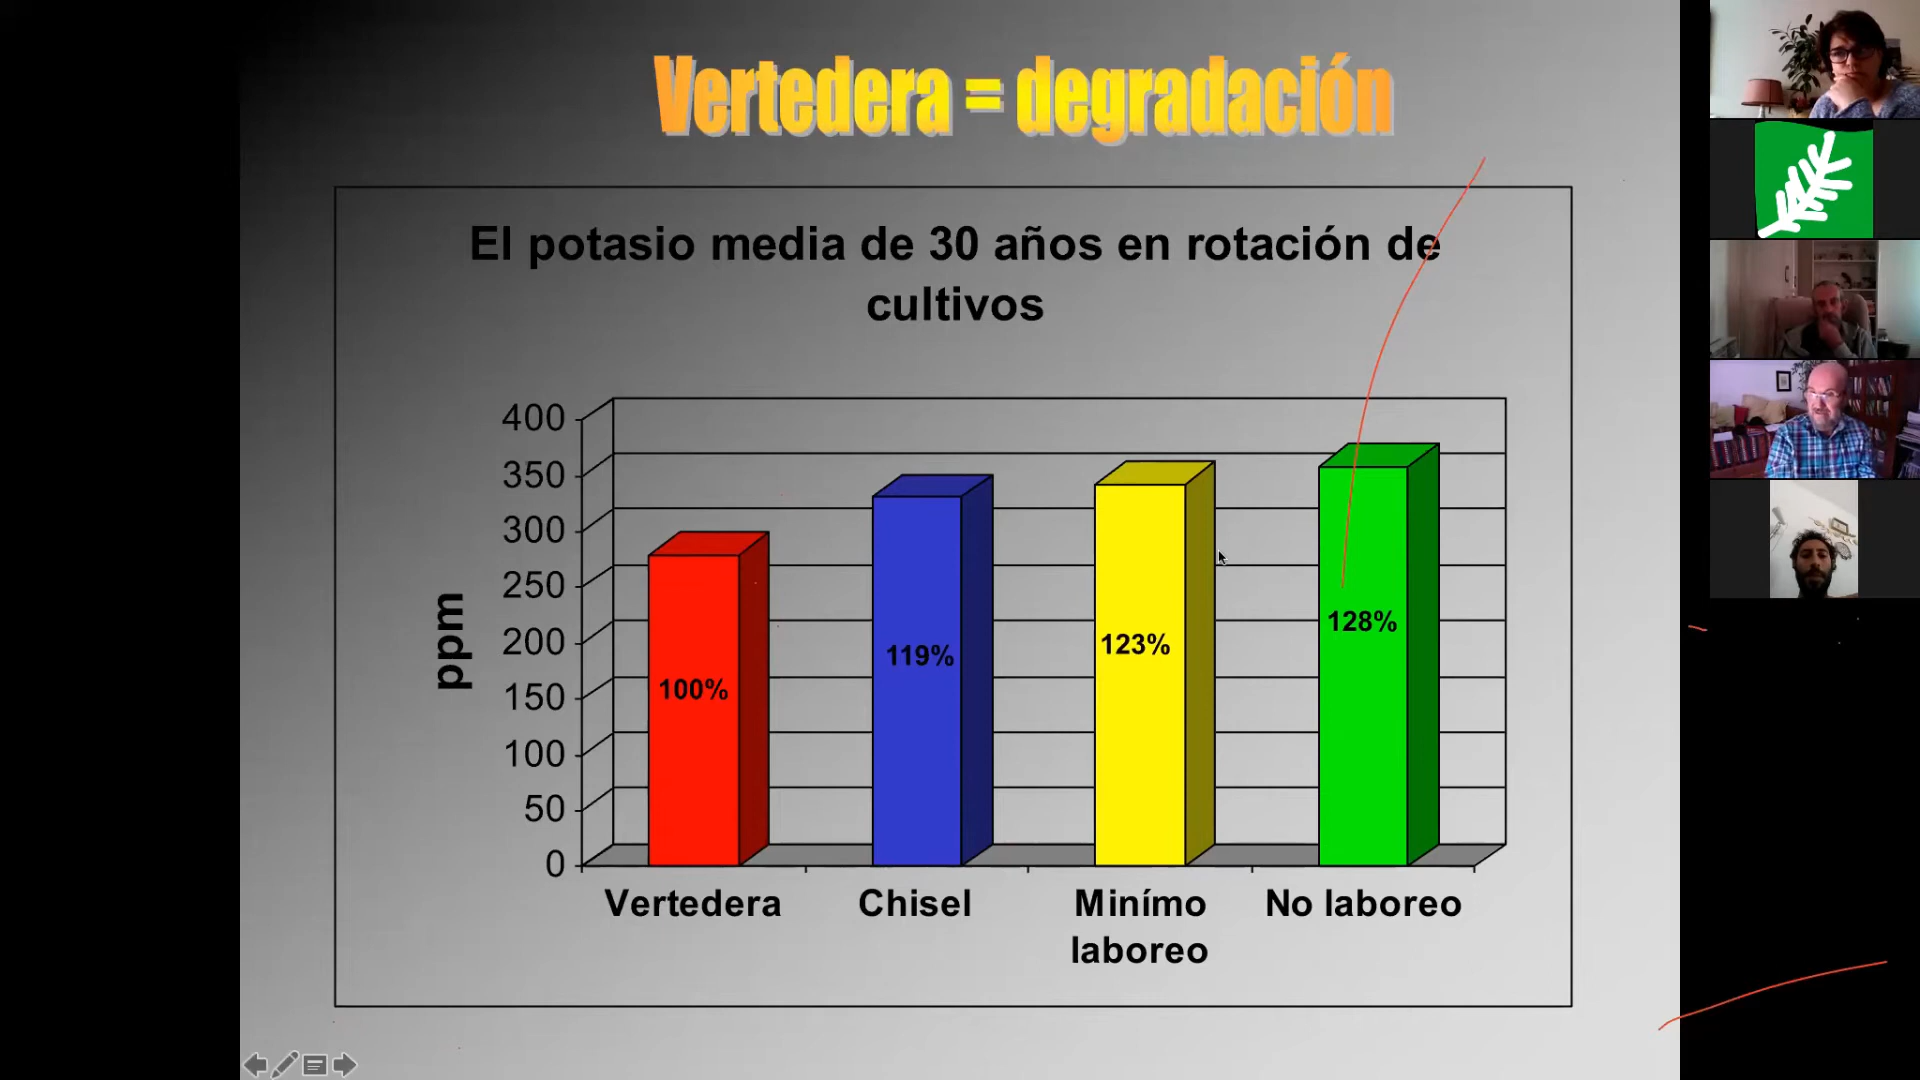 Vertedera = degradación
El potasio media de 30 años en rotación de
cultivos
ppm
400
350
300
250
200
150
100
50
0
100%
119%
123%
128%
Vertedera
Chisel
Minímo
laboreo
No laboreo